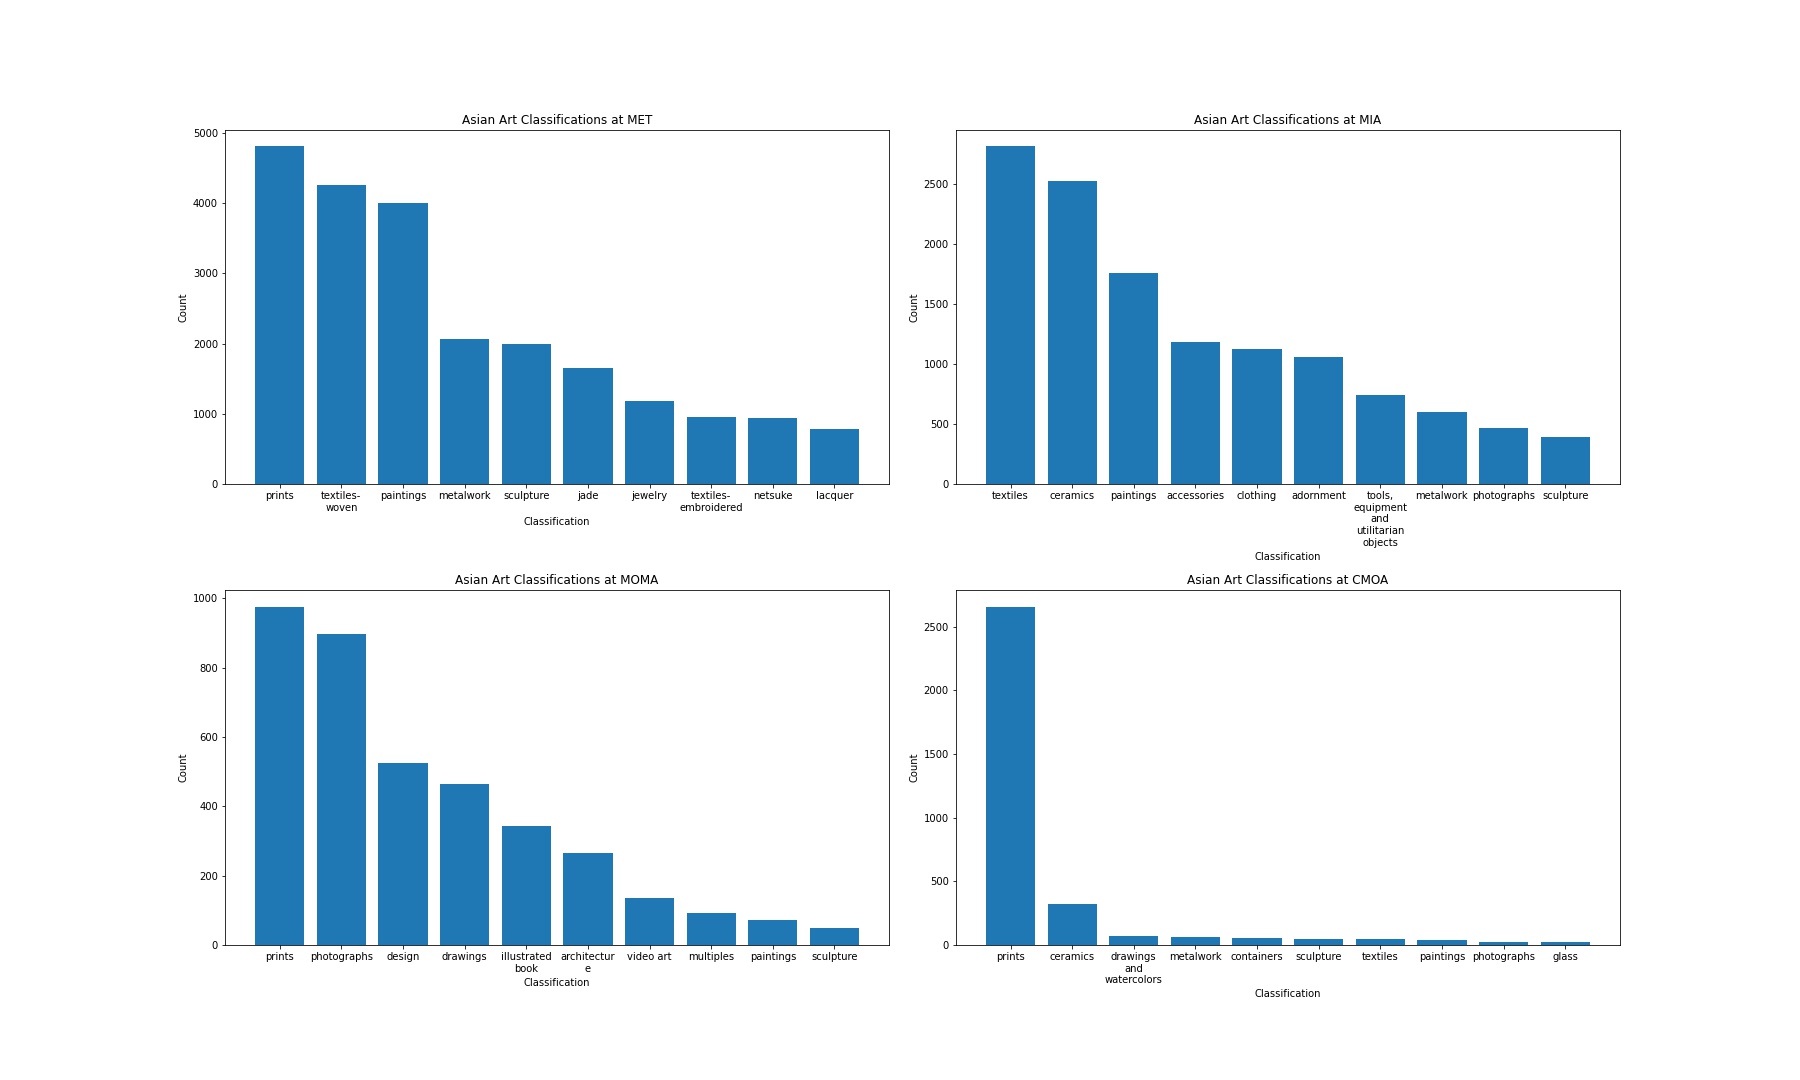 Asian Art Classifications at MET
5000
4000
3000
2000
1000
0
Count
prints
textiles-
woven
paintings
metalwork
sculpture
jade
jewelry
textiles-
embroidered
netsuke
lacquer
Classification
Asian Art Classifications at MIA
2500
2000
1500
1000
500
0
Count
textiles
ceramics
paintings
accessories
clothing
adornment
tools,
equipment
and
utilitarian
objects
metalwork
photographs
sculpture
Classification
Asian Art Classifications at MOMA
1000
800
600
400
200
0
Count
prints
photographs
design
drawings
illustrated
book
architectur
e
video art
multiples
paintings
sculpture
Classification
Asian Art Classifications at CMOA
2500
2000
1500
1000
500
0
Count
prints
ceramics
drawings
and
watercolors
metalwork
containers
sculpture
textiles
paintings
photographs
glass
Classification